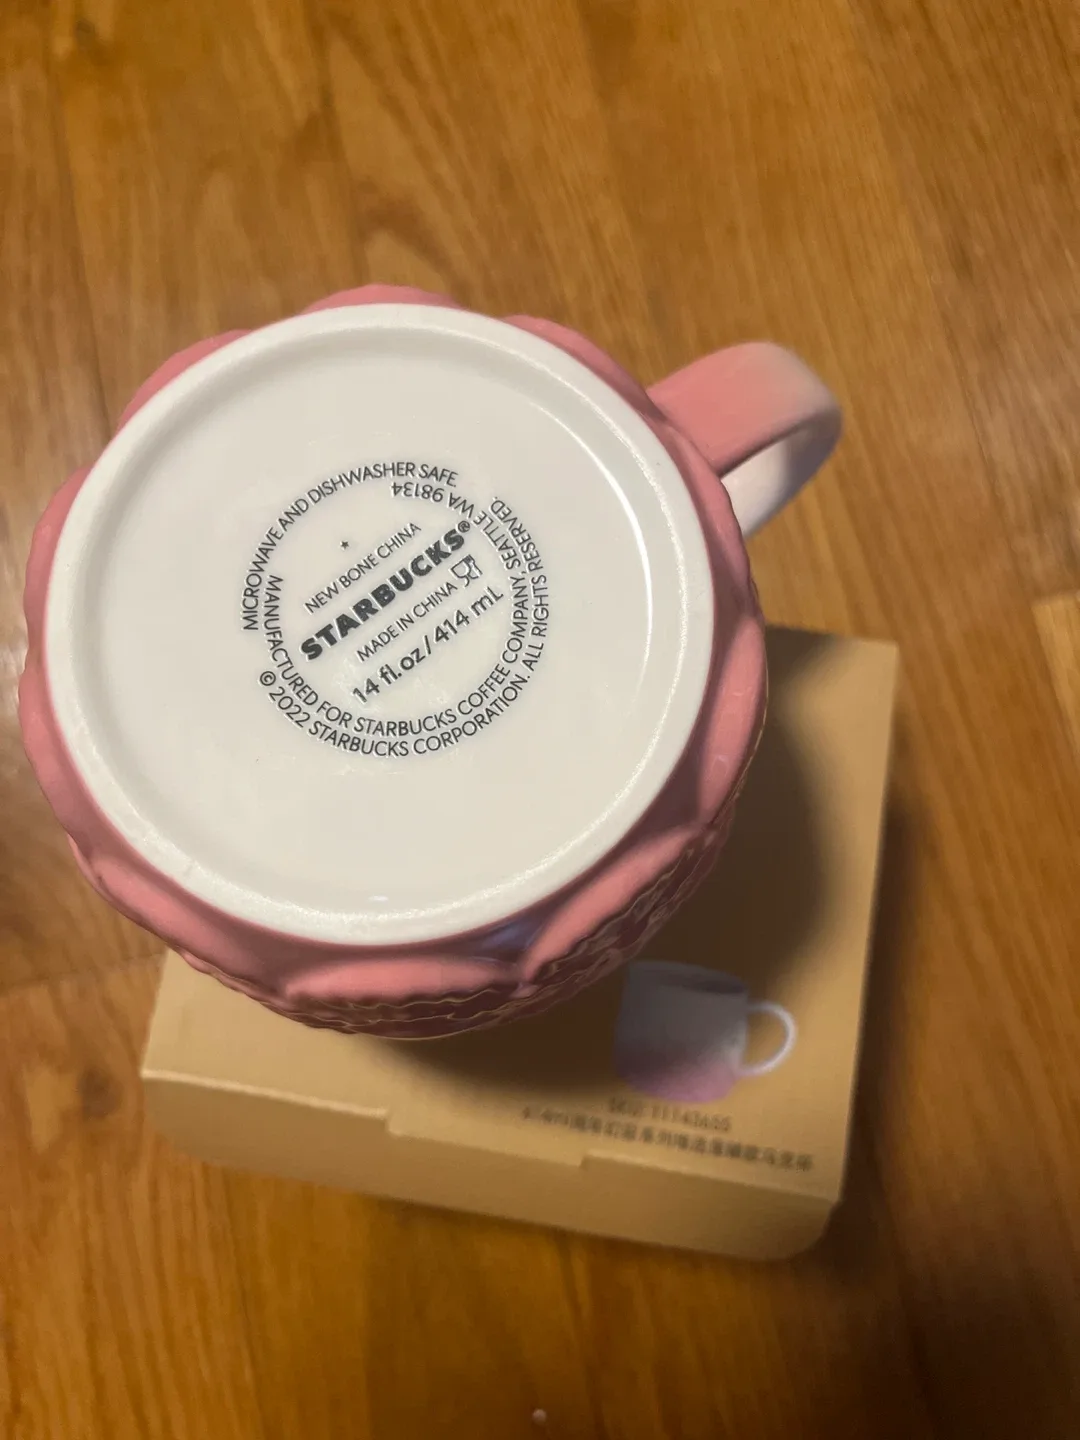 MICROWAVE AND DISHWASHER SAFE.
NEW BONE CHINA
STARBUCKS®
MADE IN CHINA
14 fl.oz / 414 mL
MANUFACTURED FOR STARBUCKS COFFEE COMPANY, SEATTLE WA 98134
© 2022 STARBUCKS CORPORATION. ALL RIGHTS RESERVED.